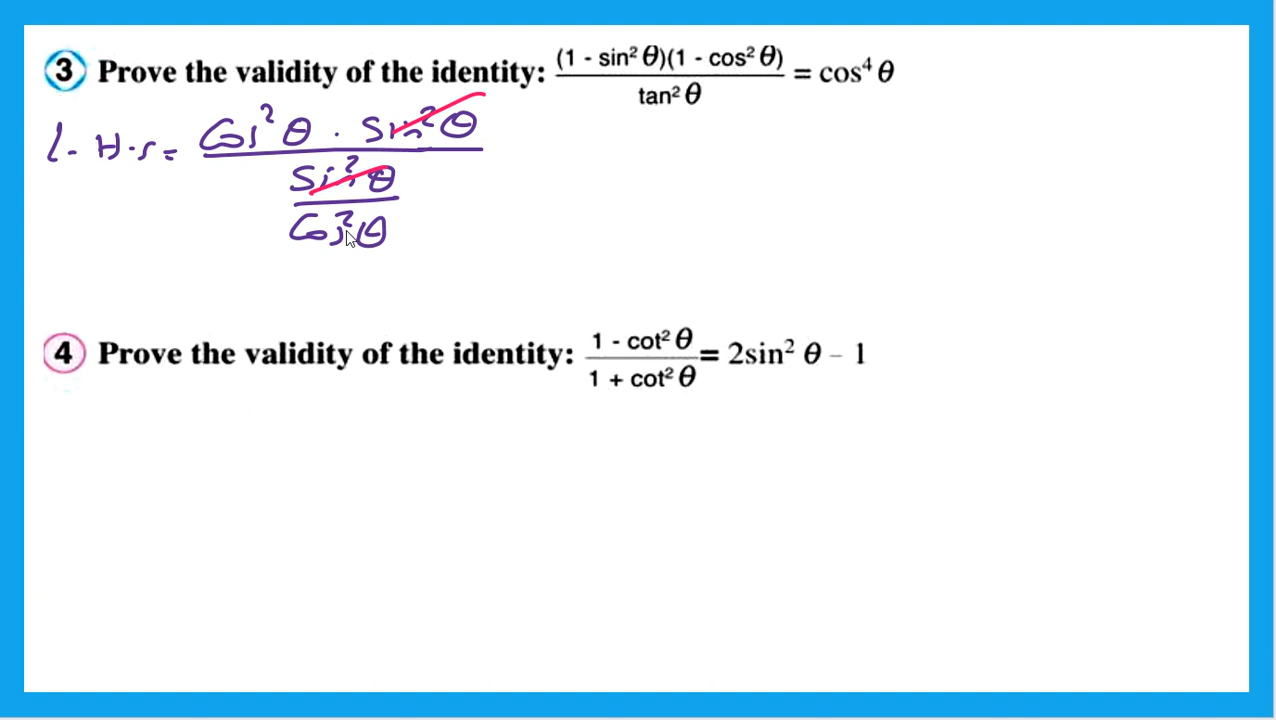 3 Prove the validity of the identity: (1 - sin² θ)(1 - cos² θ) / tan² θ = cos⁴ θ
L. H. S = Cos² θ . Sin² θ
Sin² θ
Cos² θ
4 Prove the validity of the identity: 1 - cot² θ / 1 + cot² θ = 2sin² θ – 1